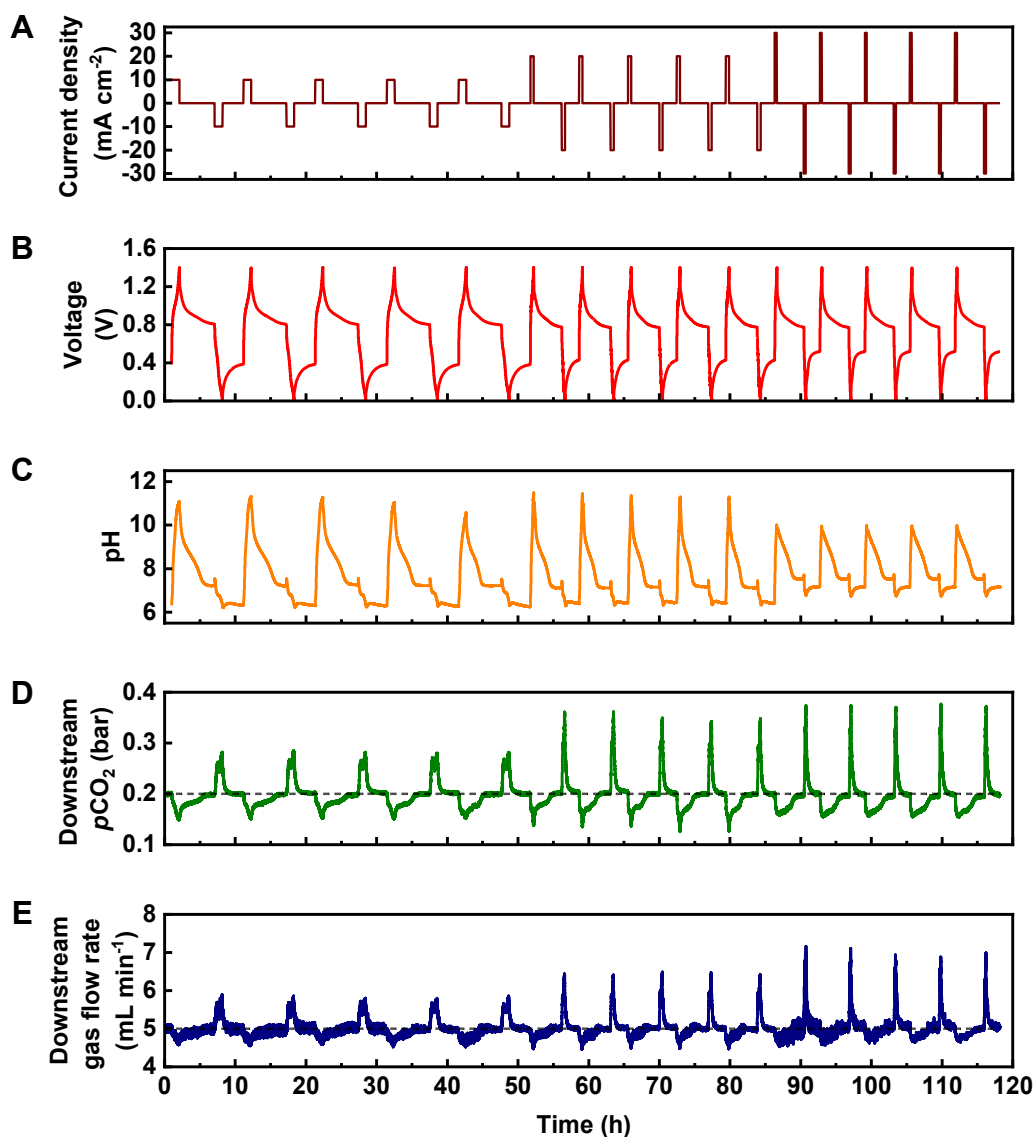 A
Current density
(mA cm⁻²)
30
20
10
0
-10
-20
-30
B
Voltage
(V)
1.6
1.2
0.8
0.4
0.0
C
pH
12
10
8
6
D
Downstream
pCO₂ (bar)
0.4
0.3
0.2
0.1
E
Downstream
gas flow rate
(mL min⁻¹)
8
7
6
5
4
0 10 20 30 40 50 60 70 80 90 100 110 120
Time (h)